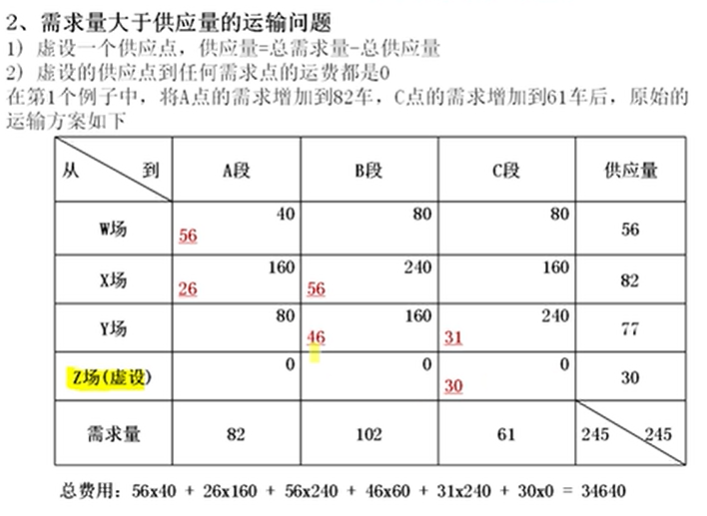 2、需求量大于供应量的运输问题
1) 虚设一个供应点，供应量=总需求量-总供应量
2) 虚设的供应点到任何需求点的运费都是0
在第1个例子中，将A点的需求增加到82车，C点的需求增加到61车后，原始的
运输方案如下
从 到 A段 B段 C段 供应量
W场 56 40 80 80 56
X场 26 160 56 240 160 82
Y场 80 46 160 31 240 77
Z场(虚设) 0 0 30 0 30
需求量 82 102 61 245 245
总费用：56x40 + 26x160 + 56x240 + 46x60 + 31x240 + 30x0 = 34640